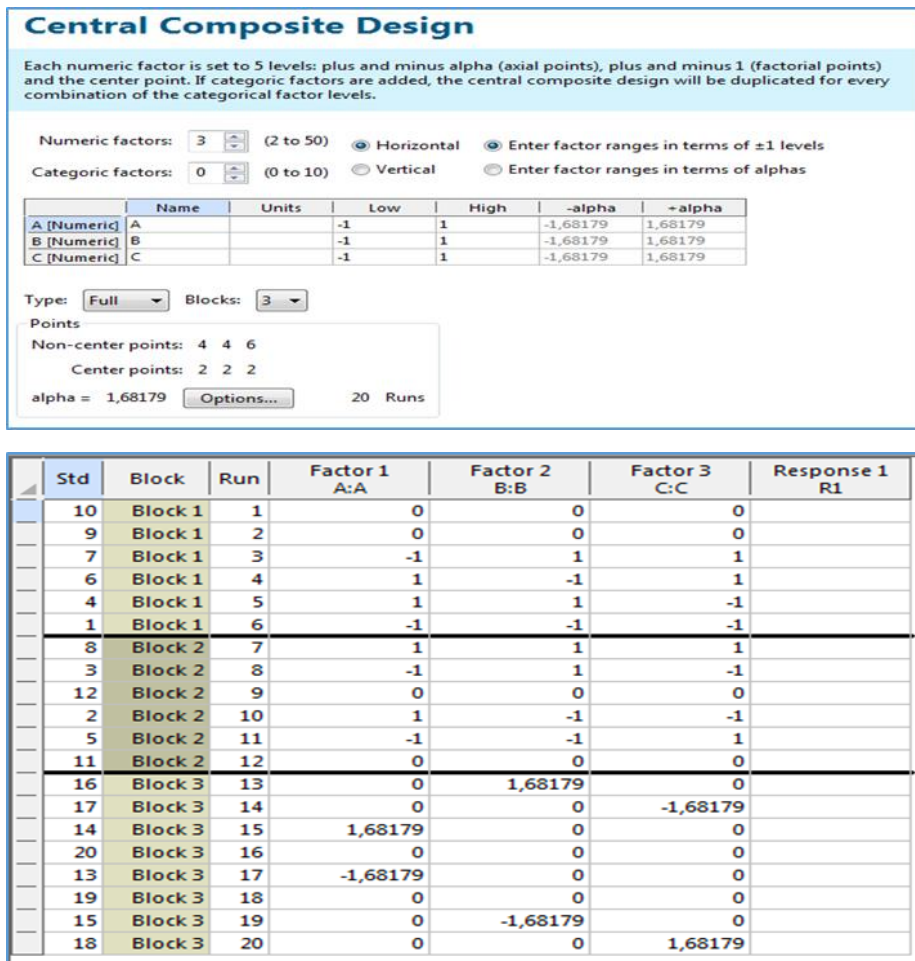 Central Composite Design
Each numeric factor is set to 5 levels: plus and minus alpha (axial points), plus and minus 1 (factorial points)
and the center point. If categoric factors are added, the central composite design will be duplicated for every
combination of the categorical factor levels.
Numeric factors: 3 (2 to 50) Horizontal Enter factor ranges in terms of ±1 levels
Categoric factors: 0 (0 to 10) Vertical Enter factor ranges in terms of alphas
Name Units Low High -alpha +alpha
A [Numeric] A -1 1 -1,68179 1,68179
B [Numeric] B -1 1 -1,68179 1,68179
C [Numeric] C -1 1 -1,68179 1,68179
Type: Full Blocks: 3
Points
Non-center points: 4 4 6
Center points: 2 2 2
alpha = 1,68179 Options... 20 Runs
Std Block Run Factor 1 Factor 2 Factor 3 Response 1
A:A B:B C:C R1
10 Block 1 1 0 0 0
9 Block 1 2 0 0 0
7 Block 1 3 -1 1 1
6 Block 1 4 1 -1 1
4 Block 1 5 1 1 -1
1 Block 1 6 -1 -1 -1
8 Block 2 7 1 1 1
3 Block 2 8 -1 1 -1
12 Block 2 9 0 0 0
2 Block 2 10 1 -1 -1
5 Block 2 11 -1 -1 1
11 Block 2 12 0 0 0
16 Block 3 13 0 1,68179 0
17 Block 3 14 0 0 -1,68179
14 Block 3 15 1,68179 0 0
20 Block 3 16 0 0 0
13 Block 3 17 -1,68179 0 0
19 Block 3 18 0 0 0
15 Block 3 19 0 -1,68179 0
18 Block 3 20 0 0 1,68179